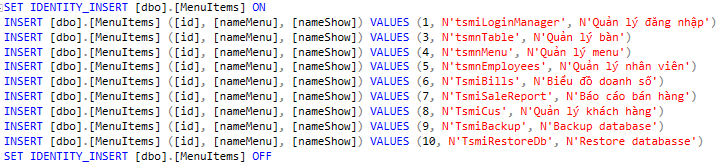 SET IDENTITY_INSERT [dbo].[MenuItems] ON
INSERT [dbo].[MenuItems] ([id], [nameMenu], [nameShow]) VALUES (1, N'tsmiLoginManager', N'Quản lý đăng nhập')
INSERT [dbo].[MenuItems] ([id], [nameMenu], [nameShow]) VALUES (3, N'tsmnTable', N'Quản lý bàn')
INSERT [dbo].[MenuItems] ([id], [nameMenu], [nameShow]) VALUES (4, N'tsmnMenu', N'Quản lý menu')
INSERT [dbo].[MenuItems] ([id], [nameMenu], [nameShow]) VALUES (5, N'tsmnEmployees', N'Quản lý nhân viên')
INSERT [dbo].[MenuItems] ([id], [nameMenu], [nameShow]) VALUES (6, N'TsmiBills', N'Biểu đồ doanh số')
INSERT [dbo].[MenuItems] ([id], [nameMenu], [nameShow]) VALUES (7, N'TsmiSaleReport', N'Báo cáo bán hàng')
INSERT [dbo].[MenuItems] ([id], [nameMenu], [nameShow]) VALUES (8, N'TsmiCus', N'Quản lý khách hàng')
INSERT [dbo].[MenuItems] ([id], [nameMenu], [nameShow]) VALUES (9, N'TsmiBackup', N'Backup database')
INSERT [dbo].[MenuItems] ([id], [nameMenu], [nameShow]) VALUES (10, N'TsmiRestoreDb', N'Restore databasse')
SET IDENTITY_INSERT [dbo].[MenuItems] OFF